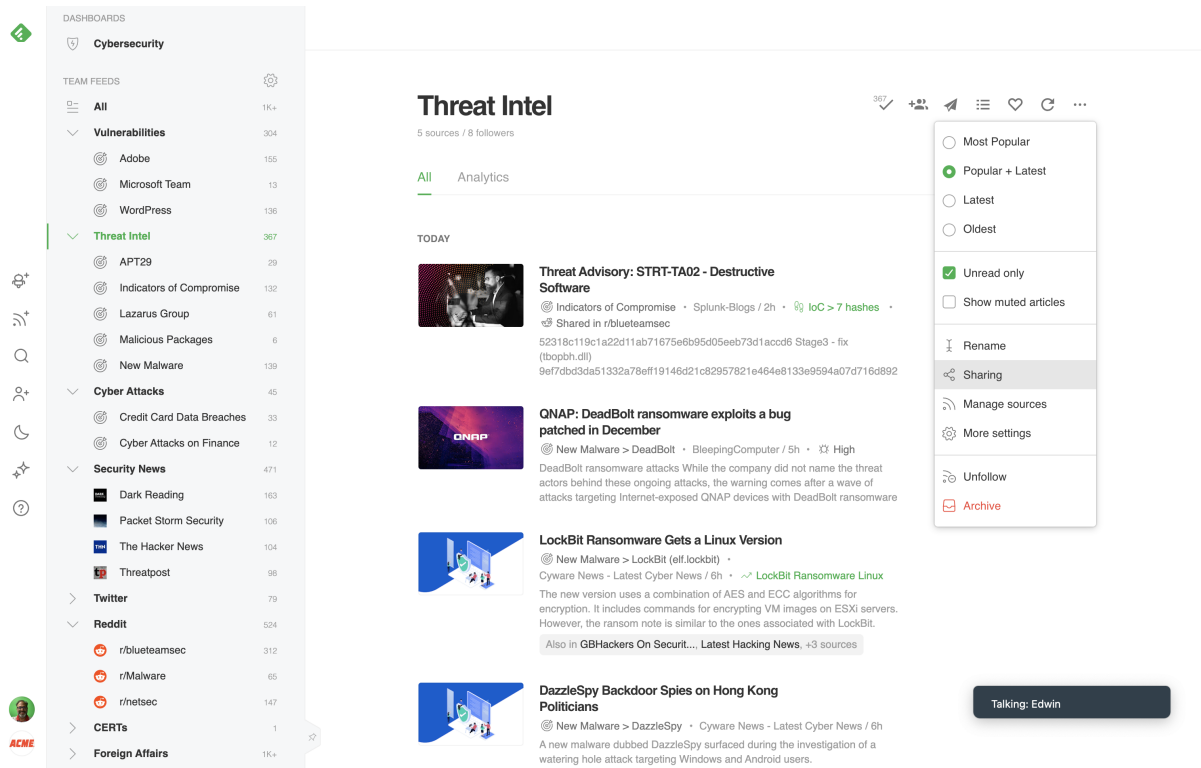 DASHBOARDS
Cybersecurity
TEAM FEEDS
All 1K+
Vulnerabilities 304
Adobe 155
Microsoft Team 13
WordPress 136
Threat Intel 367
APT29 29
Indicators of Compromise 132
Lazarus Group 61
Malicious Packages 6
New Malware 139
Cyber Attacks 45
Credit Card Data Breaches 33
Cyber Attacks on Finance 12
Security News 471
Dark Reading 163
Packet Storm Security 106
THN The Hacker News 104
Threatpost 98
Twitter 79
Reddit 524
r/blueteamsec 312
r/Malware 65
r/netsec 147
CERTs 1
Foreign Affairs 1K+
ACME
Threat Intel
367
5 sources / 8 followers
All Analytics
TODAY
Threat Advisory: STRT-TA02 - Destructive
Software
Indicators of Compromise • Splunk-Blogs / 2h • IoC > 7 hashes •
Shared in r/blueteamsec
52318c119c1a22d11ab71675e6b95d05eeb73d1accd6 Stage3 - fix
(tbopbh.dll)
9ef7dbd3da51332a78eff19146d21c82957821e464e8133e9594a07d716d892
QNAP
QNAP: DeadBolt ransomware exploits a bug
patched in December
New Malware > DeadBolt • BleepingComputer / 5h • High
DeadBolt ransomware attacks While the company did not name the threat
actors behind these ongoing attacks, the warning comes after a wave of
attacks targeting Internet-exposed QNAP devices with DeadBolt ransomware
LockBit Ransomware Gets a Linux Version
New Malware > LockBit (elf.lockbit) •
Cyware News - Latest Cyber News / 6h • LockBit Ransomware Linux
The new version uses a combination of AES and ECC algorithms for
encryption. It includes commands for encrypting VM images on ESXi servers.
However, the ransom note is similar to the ones associated with LockBit.
Also in GBHackers On Securit..., Latest Hacking News, +3 sources
DazzleSpy Backdoor Spies on Hong Kong
Politicians
New Malware > DazzleSpy • Cyware News - Latest Cyber News / 6h
A new malware dubbed DazzleSpy surfaced during the investigation of a
watering hole attack targeting Windows and Android users.
Most Popular
Popular + Latest
Latest
Oldest
Unread only
Show muted articles
Rename
Sharing
Manage sources
More settings
Unfollow
Archive
Talking: Edwin